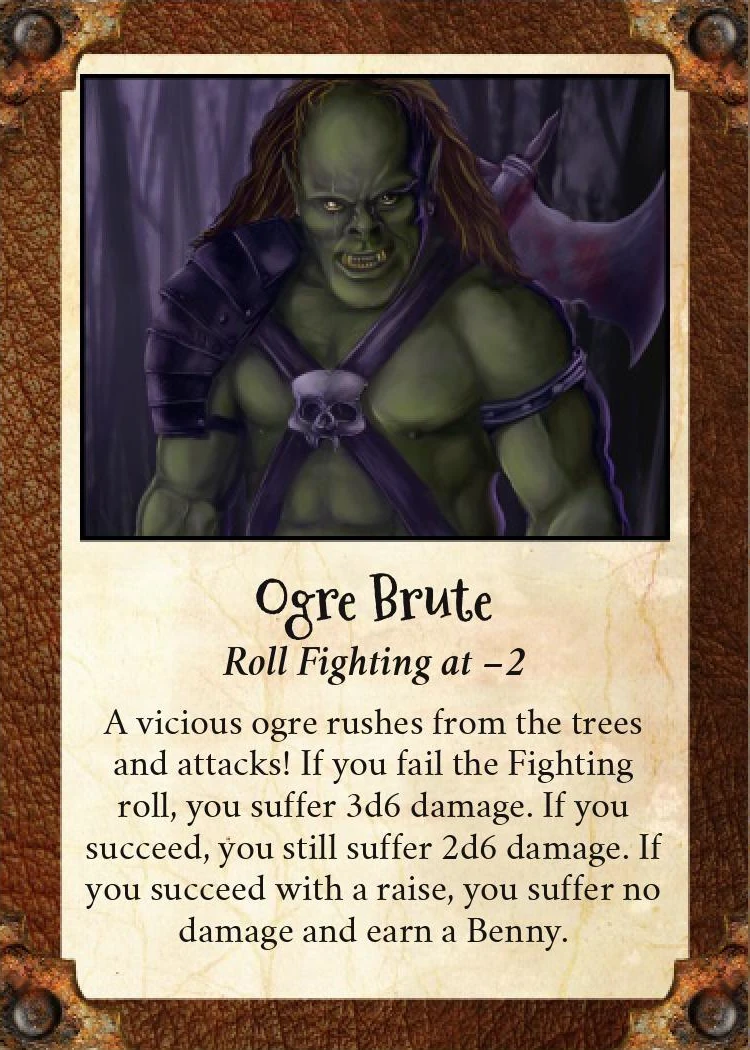 Ogre Brute
Roll Fighting at –2
A vicious ogre rushes from the trees
and attacks! If you fail the Fighting
roll, you suffer 3d6 damage. If you
succeed, you still suffer 2d6 damage. If
you succeed with a raise, you suffer no
damage and earn a Benny.